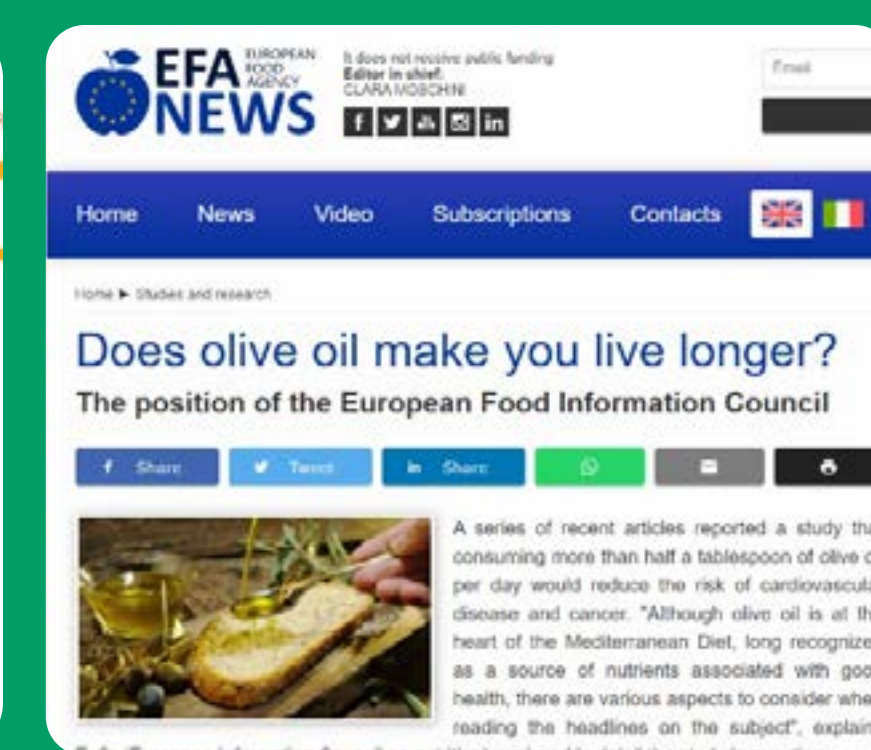 EFA EUROPEAN
FOOD
AGENCY
NEWS
It does not receive public funding
Editor in chief:
CLARA MOSCHINI
Email
Home News Video Subscriptions Contacts
Home ▶ Studies and research
Does olive oil make you live longer?
The position of the European Food Information Council
Share Tweet Share
A series of recent articles reported a study tha
consuming more than half a tablespoon of olive o
per day would reduce the risk of cardiovascula
disease and cancer. "Although olive oil is at th
heart of the Mediterranean Diet, long recognize
as a source of nutrients associated with goo
health, there are various aspects to consider whe
reading the headlines on the subject", explain